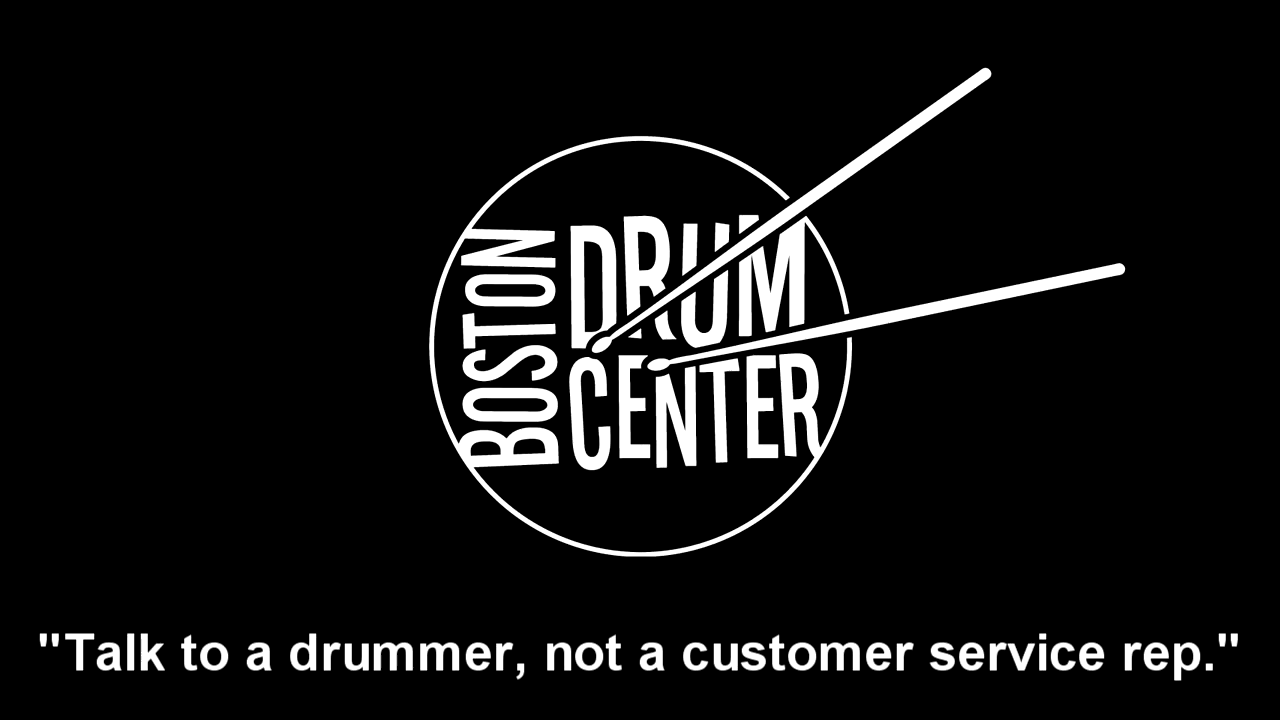 BOSTON
DRUM
CENTER
"Talk to a drummer, not a customer service rep."